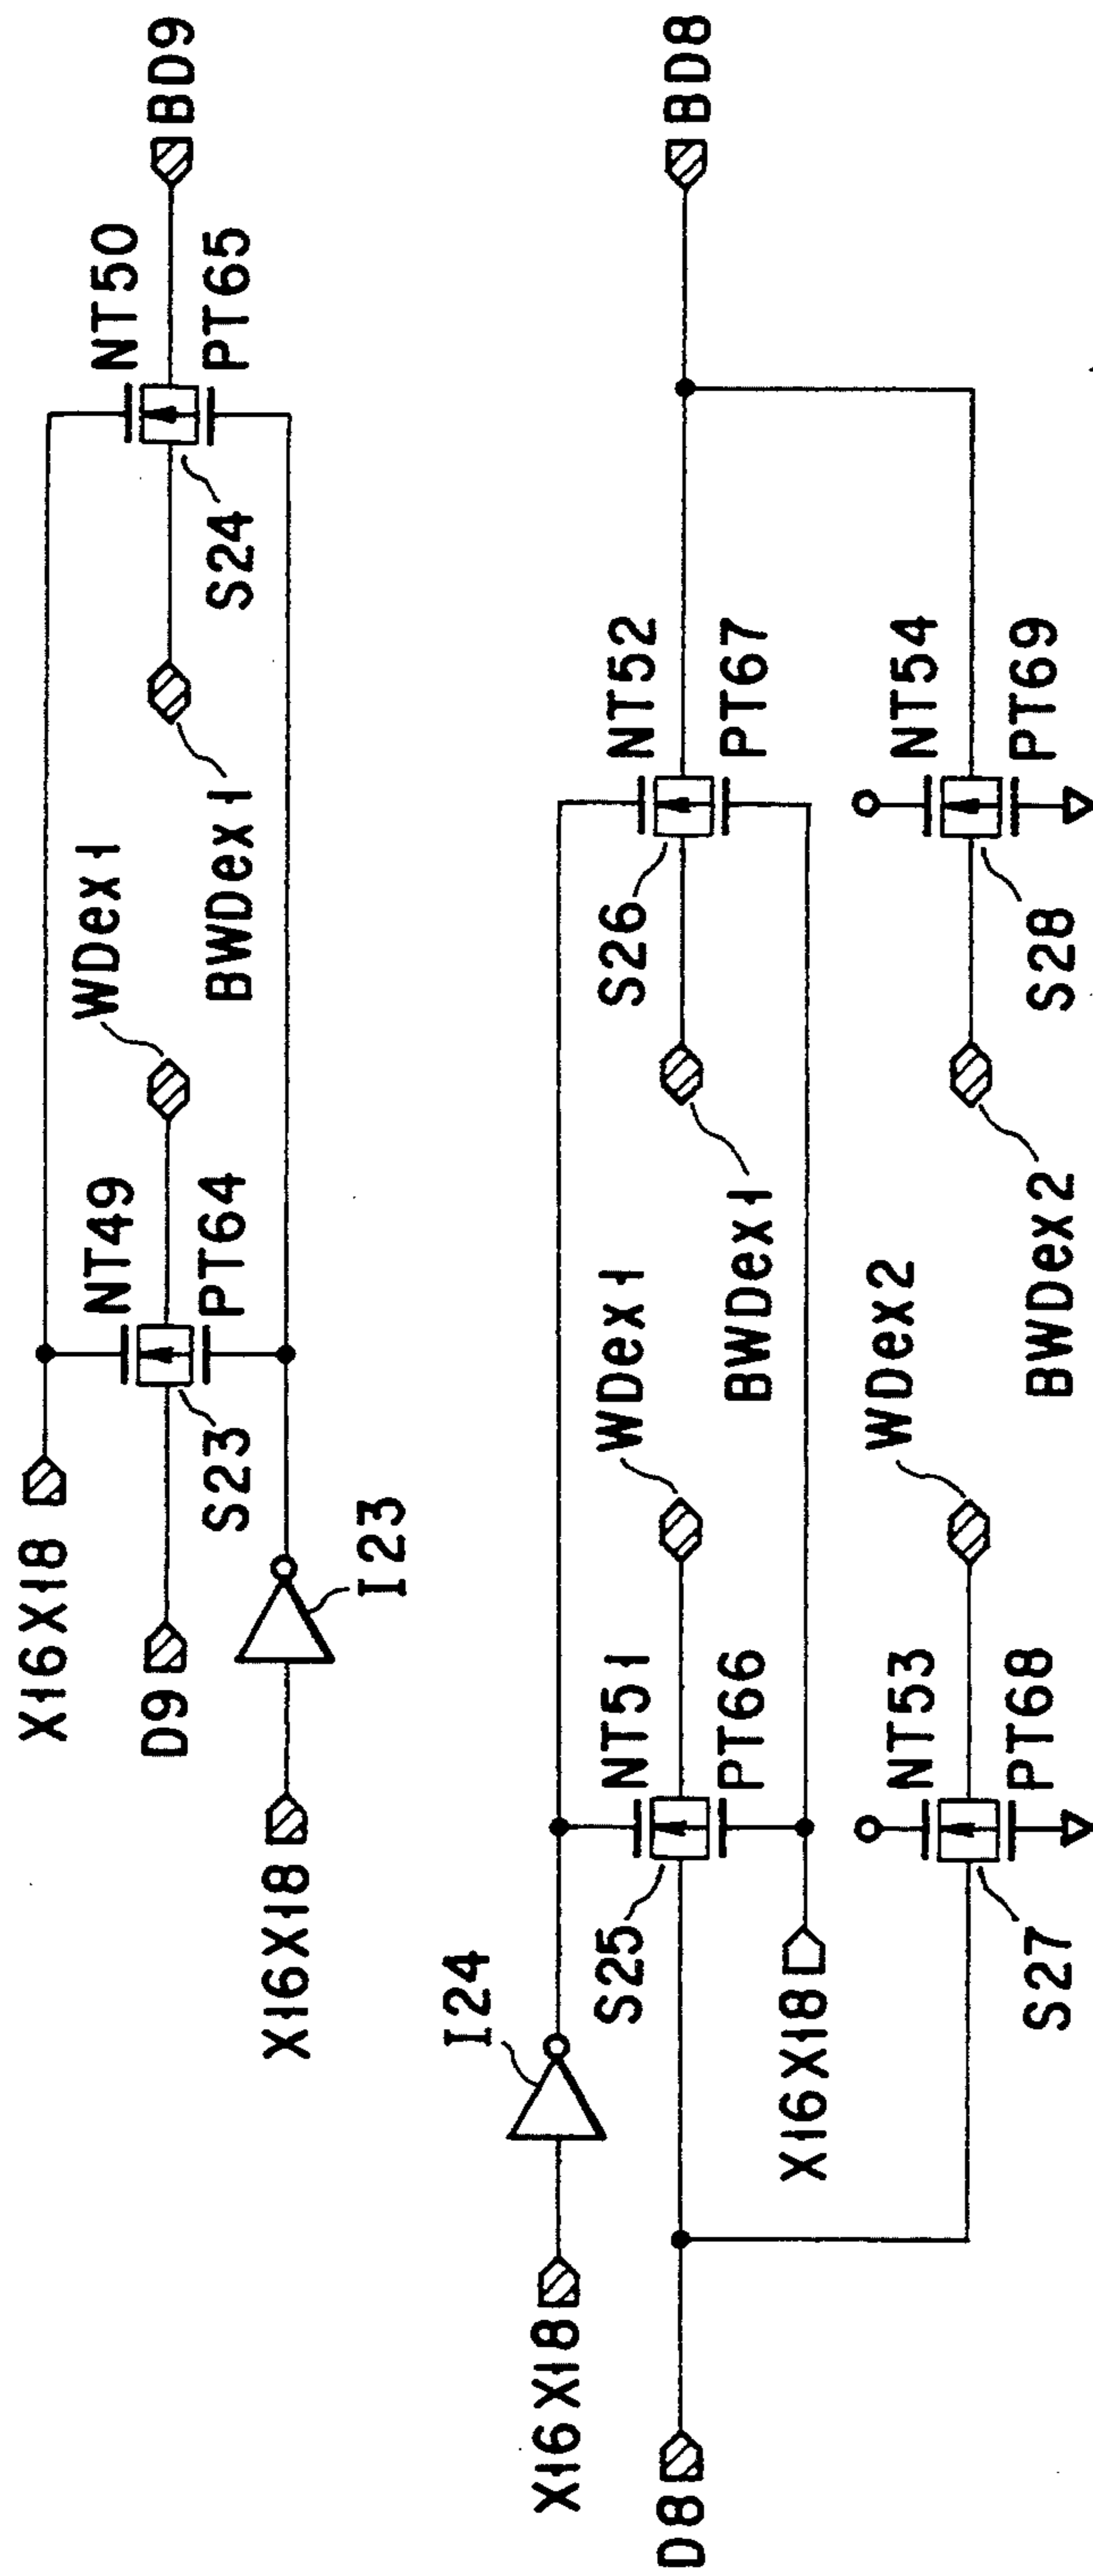 X16X18
D9
X16X18
I23
NT49
PT64
S23
WDex1
BWDex1
NT50
PT65
S24
BD9
X16X18
I24
D8
X16X18
NT51
PT66
S25
WDex1
BWDex1
NT52
PT67
S26
BD8
NT53
PT68
S27
WDex2
BWDex2
NT54
PT69
S28